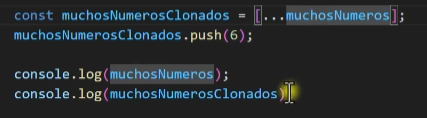 const muchosNumerosClonados = [...muchosNumeros];
muchosNumerosClonados.push(6);
console.log(muchosNumeros);
console.log(muchosNumerosClonados)